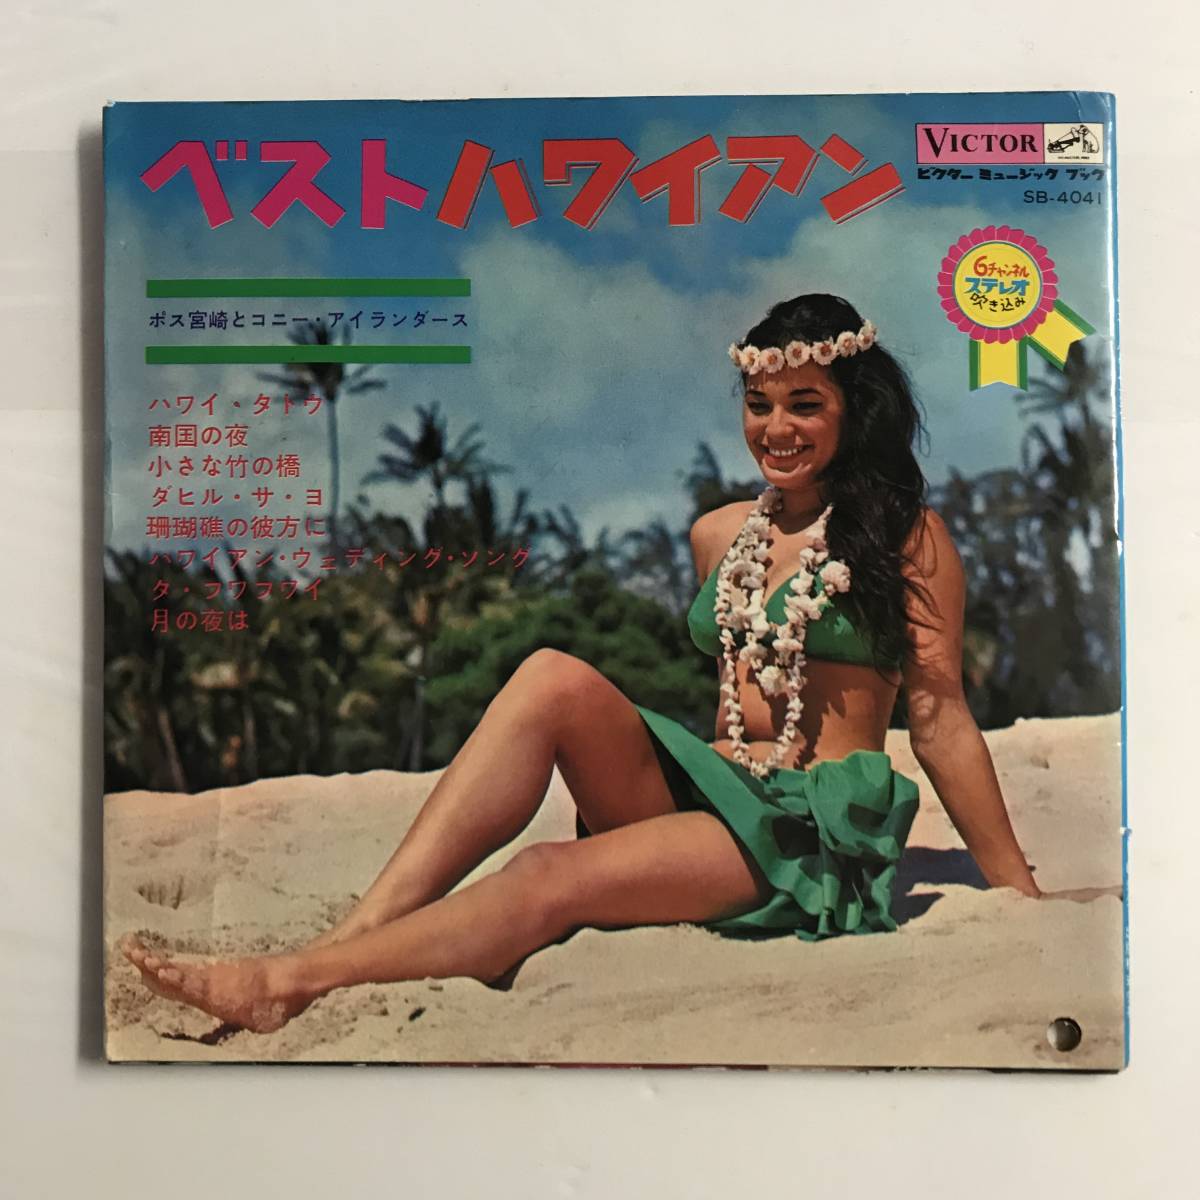 ベストハワイアン
VICTOR
ビクター ミュージック ブック
SB-4041
6チャンネル
ステレオ
吹き込み
ポス宮崎とコニー・アイランダース
ハワイ・タトウ
南国の夜
小さな竹の橋
ダヒル・サ・ヨ
珊瑚礁の彼方に
ハワイアン・ウェディング・ソング
タ・フワフワイ
月の夜は